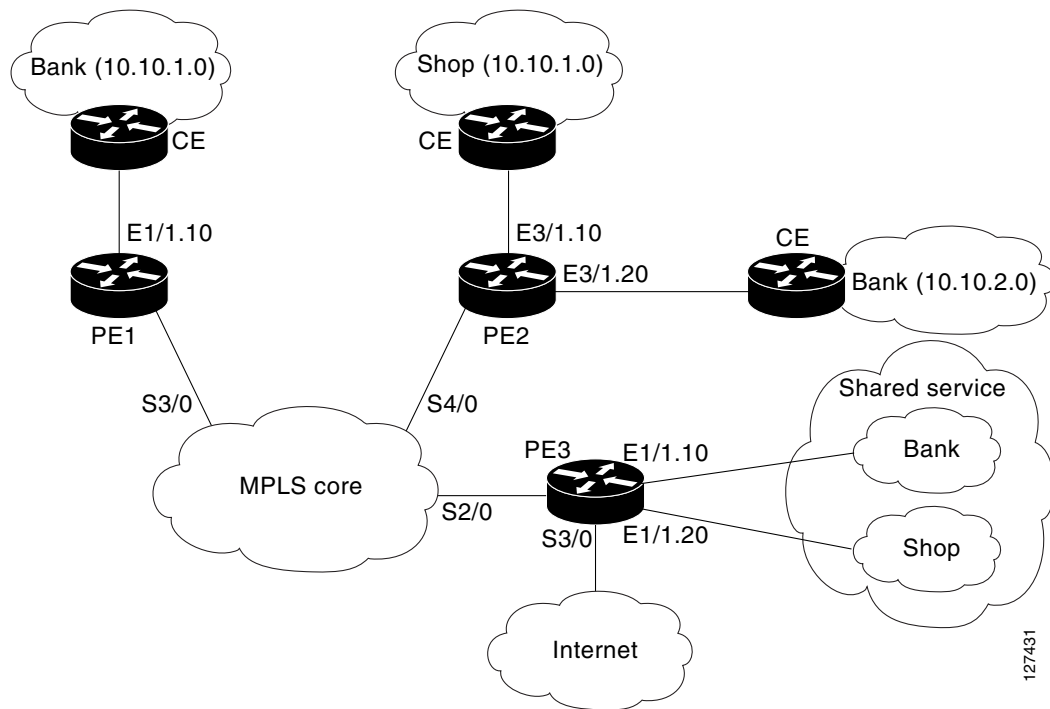 Bank (10.10.1.0)
Shop (10.10.1.0)
CE
CE
E1/1.10
E3/1.10
CE
E3/1.20
Bank (10.10.2.0)
PE1
PE2
Shared service
S3/0
S4/0
Bank
PE3
E1/1.10
MPLS core
S2/0
S3/0
E1/1.20
Shop
Internet
127431